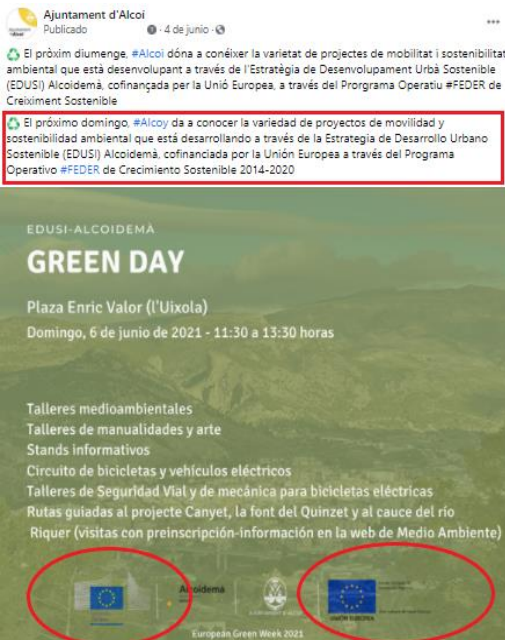 Ajuntament d'Alcoi
Publicado
· 4 de junio ·
El pròxim diumenge, #Alcoi dóna a conéixer la varietat de projectes de mobilitat i sostenibilitat
ambiental que està desenvolupant a través de l'Estratègia de Desenvolupament Urbà Sostenible
(EDUSI) Alcoidemà, cofinançada per la Unió Europea, a través del Prorgrama Operatiu #FEDER de
Creiximent Sostenible
El próximo domingo, #Alcoy da a conocer la variedad de proyectos de movilidad y
sostenibilidad ambiental que está desarrollando a través de la Estrategia de Desarrollo Urbano
Sostenible (EDUSI) Alcoidemà, cofinanciada por la Unión Europea a través del Programa
Operativo #FEDER de Crecimiento Sostenible 2014-2020
EDUSI-ALCOIDEMÀ
GREEN DAY
Plaza Enric Valor (l'Uixola)
Domingo, 6 de junio de 2021 - 11:30 a 13:30 horas
Talleres medioambientales
Talleres de manualidades y arte
Stands informativos
Circuito de bicicletas y vehículos eléctricos
Talleres de Seguridad Vial y de mecánica para bicicletas eléctricas
Rutas guiadas al projecte Canyet, la font del Quinzet y al cauce del río
Riquer (visitas con preinscripción-información en la web de Medio Ambiente)
Alcoidemà
UNIÓN EUROPEA
European Green Week 2021